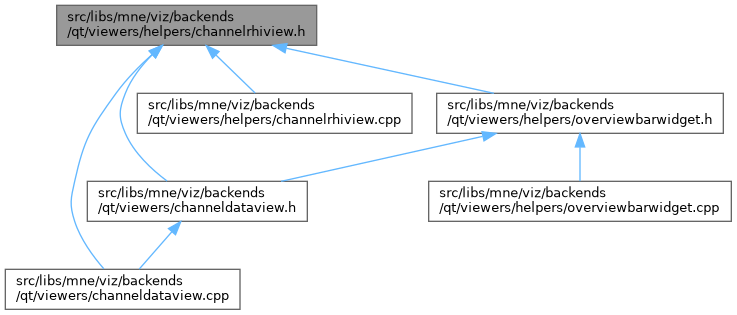 src/libs/mne/viz/backends
/qt/viewers/helpers/channelrhiview.h
src/libs/mne/viz/backends
/qt/viewers/helpers/channelrhiview.cpp
src/libs/mne/viz/backends
/qt/viewers/helpers/overviewbarwidget.h
src/libs/mne/viz/backends
/qt/viewers/channeldataview.h
src/libs/mne/viz/backends
/qt/viewers/helpers/overviewbarwidget.cpp
src/libs/mne/viz/backends
/qt/viewers/channeldataview.cpp